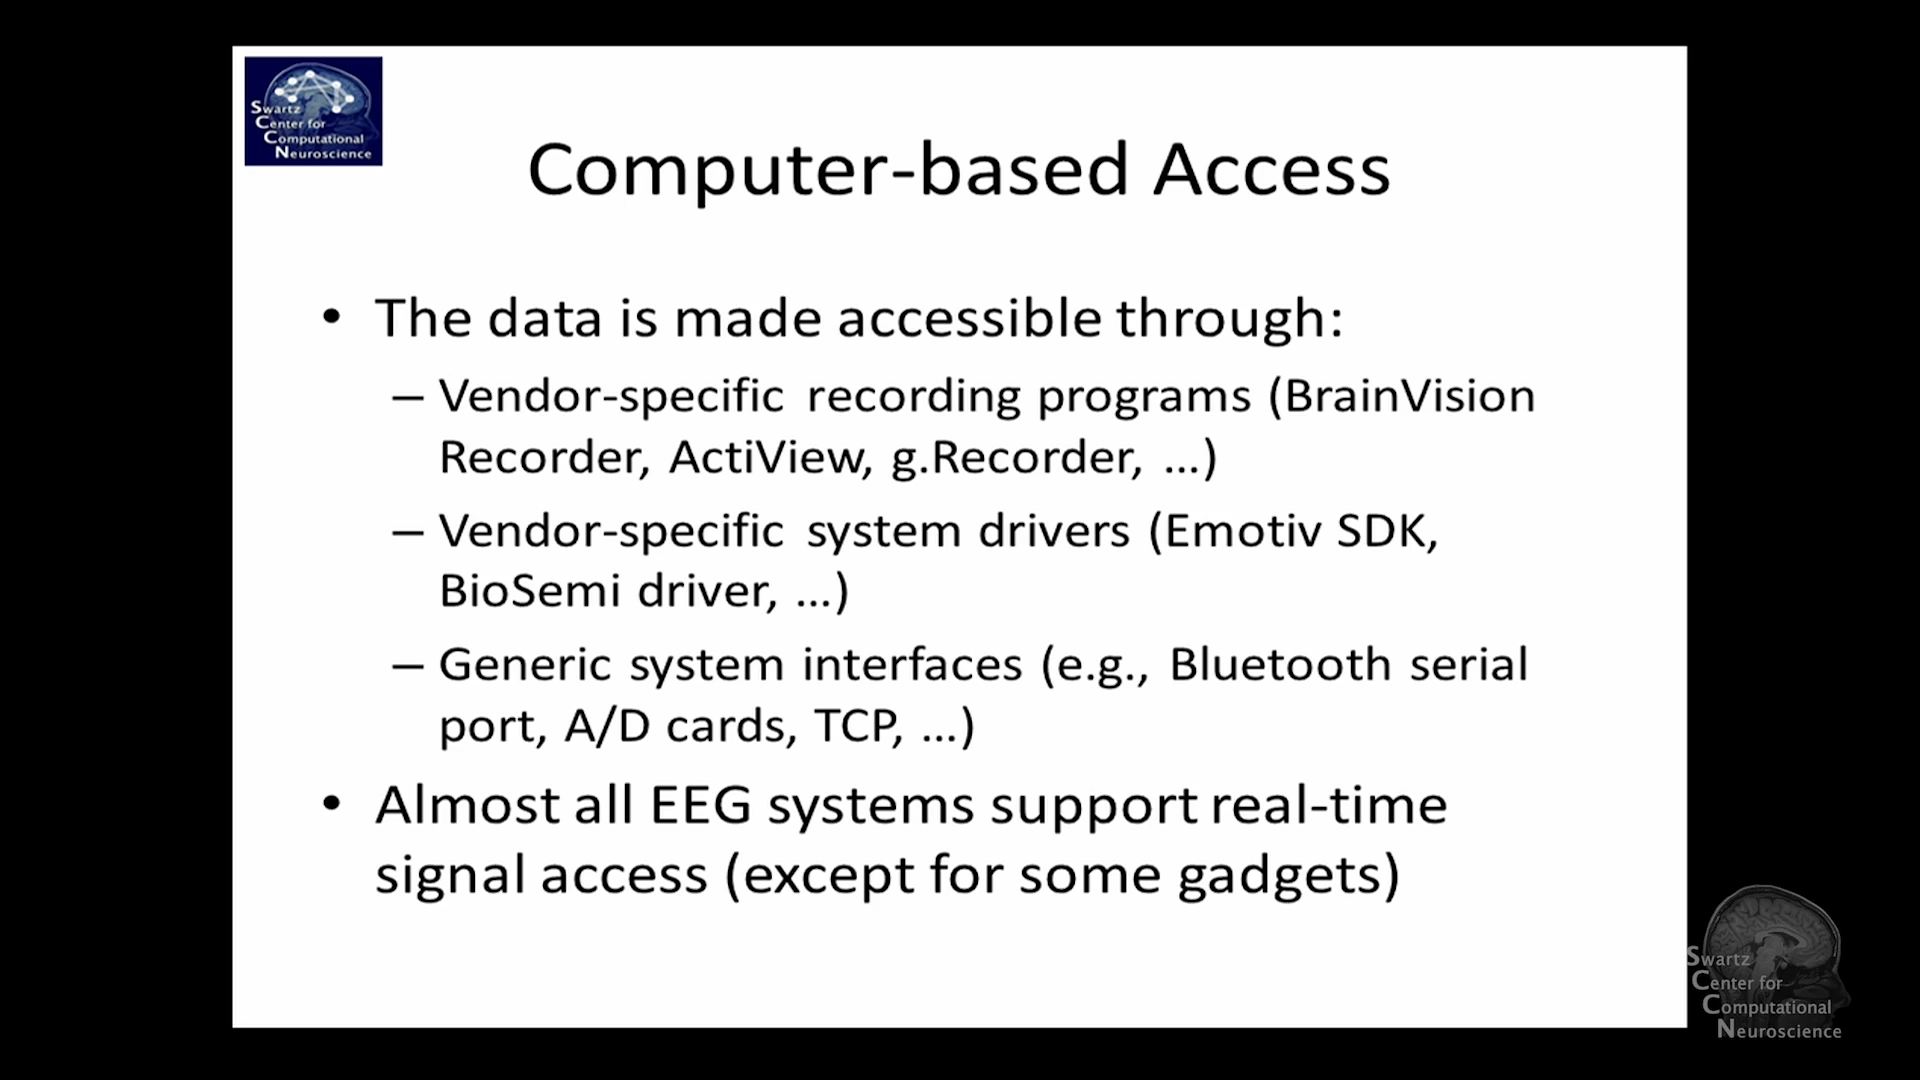 Swartz
Center for
Computational
Neuroscience
Computer-based Access
• The data is made accessible through:
– Vendor-specific recording programs (BrainVision
Recorder, ActiView, g.Recorder, ...)
– Vendor-specific system drivers (Emotiv SDK,
BioSemi driver, ...)
– Generic system interfaces (e.g., Bluetooth serial
port, A/D cards, TCP, ...)
• Almost all EEG systems support real-time
signal access (except for some gadgets)
Swartz
Center for
Computational
Neuroscience